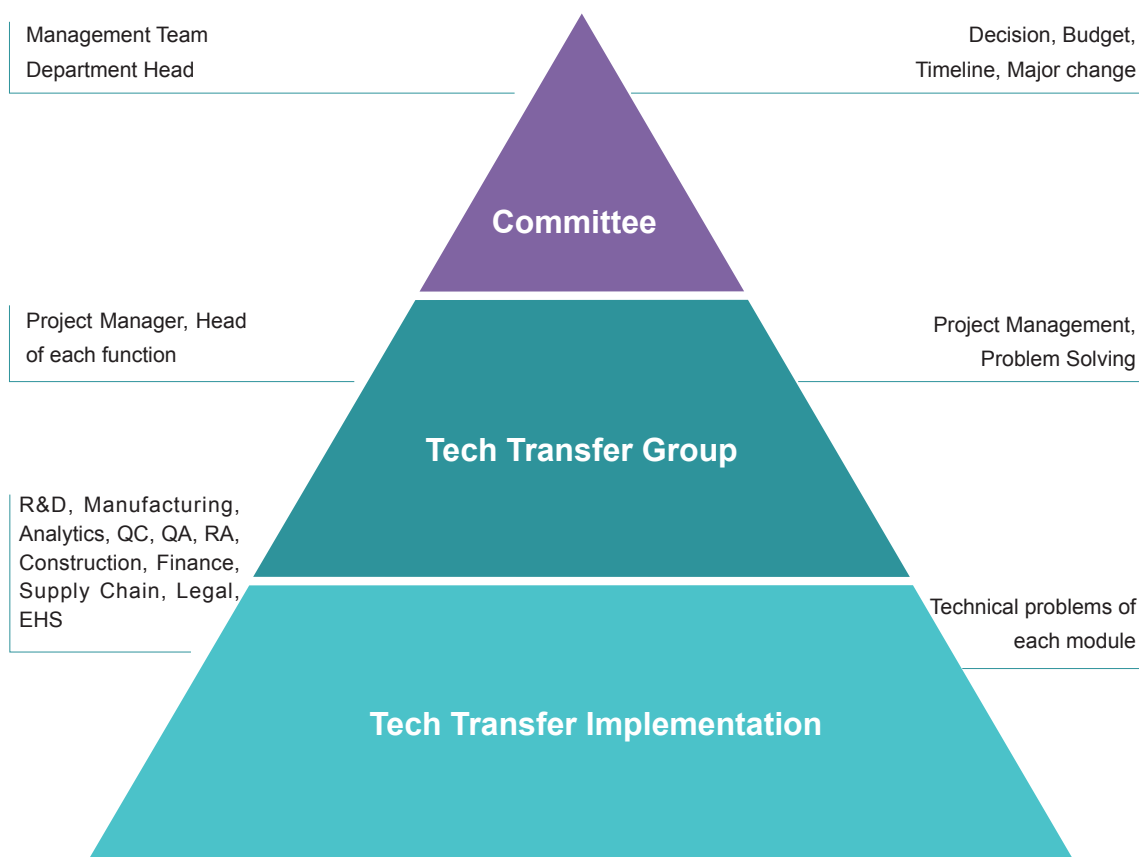 Management Team
Department Head
Decision, Budget,
Timeline, Major change
Committee
Project Manager, Head
of each function
Project Management,
Problem Solving
Tech Transfer Group
R&D, Manufacturing,
Analytics, QC, QA, RA,
Construction, Finance,
Supply Chain, Legal,
EHS
Technical problems of
each module
Tech Transfer Implementation